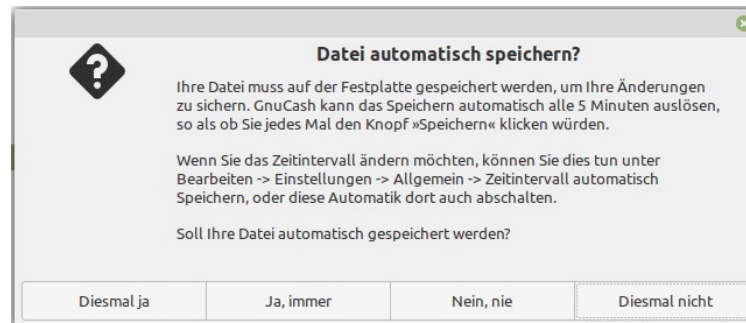 Datei automatisch speichern?
Ihre Datei muss auf der Festplatte gespeichert werden, um Ihre Änderungen
zu sichern. GnuCash kann das Speichern automatisch alle 5 Minuten auslösen,
so als ob Sie jedes Mal den Knopf »Speichern« klicken würden.
Wenn Sie das Zeitintervall ändern möchten, können Sie dies tun unter
Bearbeiten -> Einstellungen -> Allgemein -> Zeitintervall automatisch
Speichern, oder diese Automatik dort auch abschalten.
Soll Ihre Datei automatisch gespeichert werden?
Diesmal ja
Ja, immer
Nein, nie
Diesmal nicht